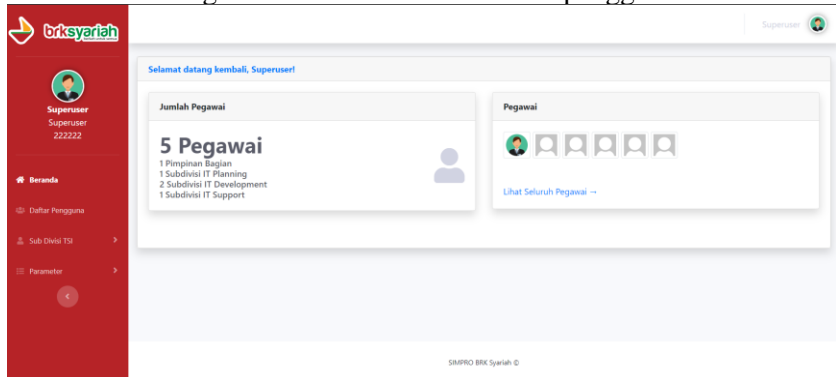 brksyariah
Superuser
Superuser
Superuser
222222
Beranda
Daftar Pengguna
Sub Divisi TSI
Parameter
Selamat datang kembali, Superuser!
Jumlah Pegawai
5 Pegawai
1 Pimpinan Bagian
1 Subdivisi IT Planning
2 Subdivisi IT Development
1 Subdivisi IT Support
Pegawai
Lihat Seluruh Pegawai →
SIMPRO BRK Syariah ©